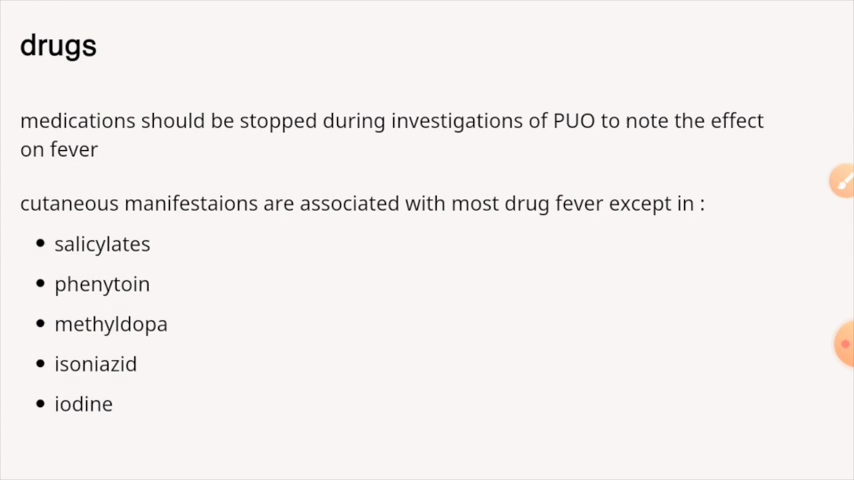 drugs
medications should be stopped during investigations of PUO to note the effect
on fever
cutaneous manifestaions are associated with most drug fever except in :
• salicylates
• phenytoin
• methyldopa
• isoniazid
• iodine